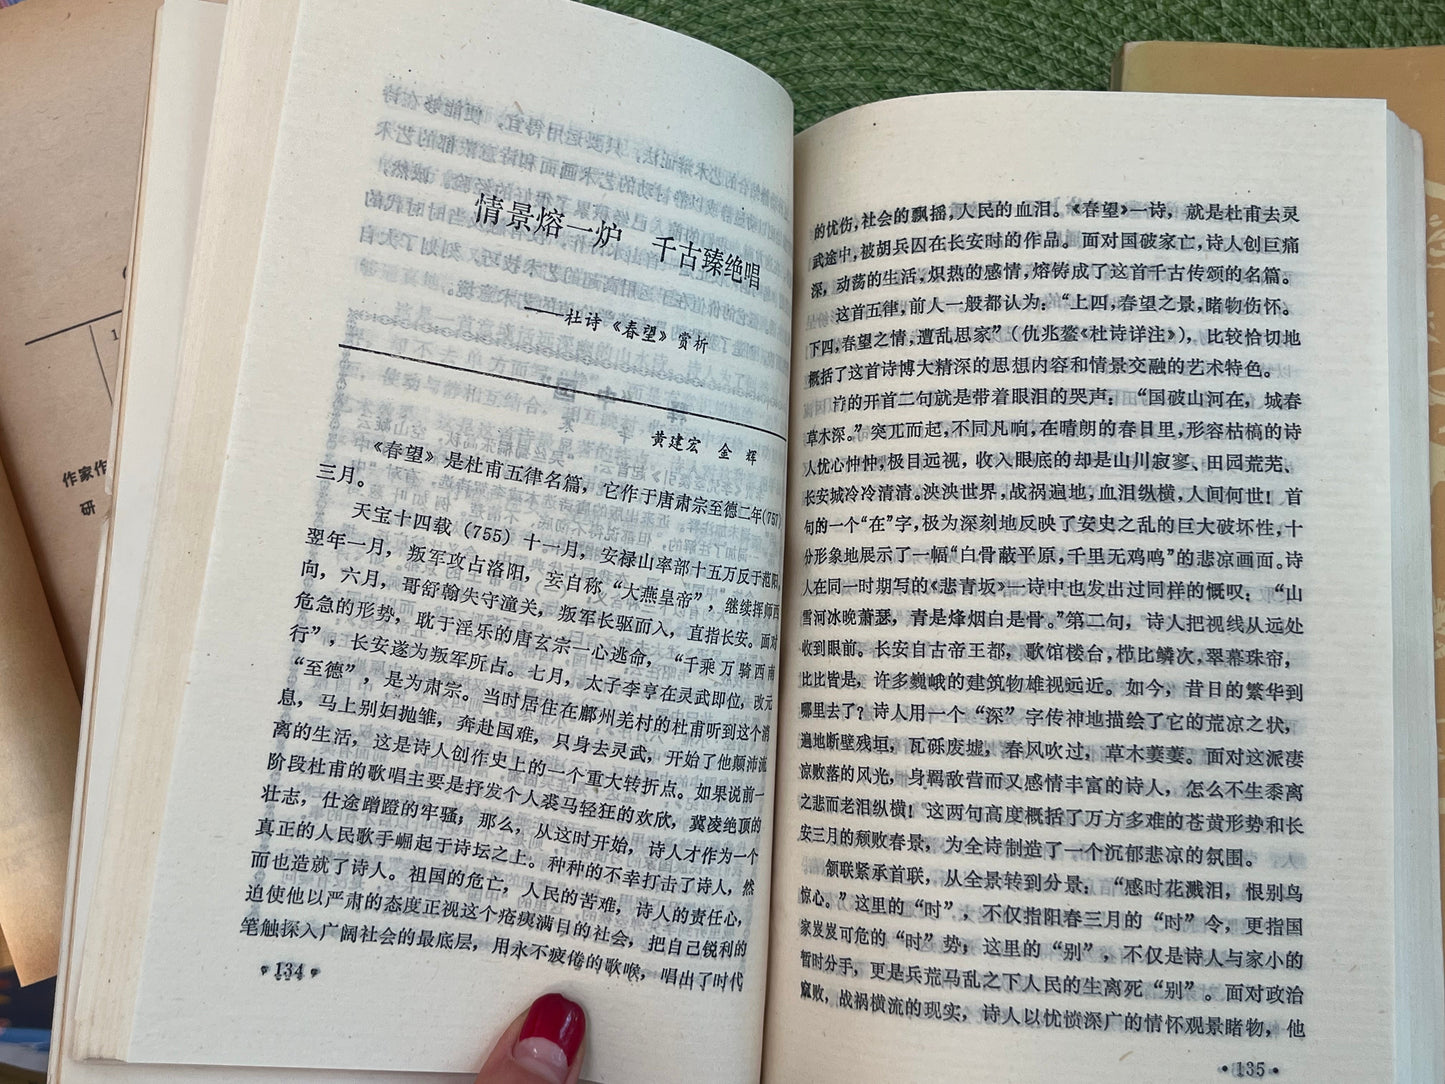 作家作
研
情景熔一炉　千古臻绝唱
——杜诗《春望》赏析
黄建宏　金　辉
《春望》是杜甫五律名篇，它作于唐肃宗至德二年(757)
三月。
天宝十四载（755）十一月，安禄山率部十五万反于范阳，
翌年一月，叛军攻占洛阳，妄自称“大燕皇帝”，继续挥师西
向，六月，哥舒翰失守潼关，叛军长驱而入，直指长安。面对
危急的形势，耽于淫乐的唐玄宗一心逃命，“千乘万骑西南
行”，长安遂为叛军所占。七月，太子李亨在灵武即位，改元
“至德”，是为肃宗。当时居住在鄜州羌村的杜甫听到这个消
息，马上别妇抛雏，奔赴国难，只身去灵武，开始了他颠沛流
离的生活，这是诗人创作史上的一个重大转折点。如果说前一
阶段杜甫的歌唱主要是抒发个人裘马轻狂的欢欣，冀凌绝顶的
壮志，仕途蹭蹬的牢骚；那么，从这时开始，诗人才作为一个
真正的人民歌手崛起于诗坛之上。种种的不幸打击了诗人，然
而也造就了诗人。祖国的危亡，人民的苦难，诗人的责任心，
迫使他以严肃的态度正视这个疮痍满目的社会，把自己锐利的
笔触探入广阔社会的最底层，用永不疲倦的歌喉，唱出了时代
·134·
的忧伤，社会的飘摇，人民的血泪。《春望》一诗，就是杜甫去灵
武途中，被胡兵囚在长安时的作品。面对国破家亡，诗人创巨痛
深，动荡的生活，炽热的感情，熔铸成了这首千古传颂的名篇。
这首五律，前人一般都认为：“上四，春望之景，睹物伤怀。
下四，春望之情，遭乱思家”（仇兆鳌《杜诗详注》），比较恰切地
概括了这首诗博大精深的思想内容和情景交融的艺术特色。
诗的开首二句就是带着眼泪的哭声：“国破山河在，城春
草木深。”突兀而起，不同凡响，在晴朗的春日里，形容枯槁的诗
人忧心忡忡，极目远视，收入眼底的却是山川寂寥、田园荒芜、
长安城冷冷清清。泱泱世界，战祸遍地，血泪纵横，人间何世！首
句的一个“在”字，极为深刻地反映了安史之乱的巨大破坏性，十
分形象地展示了一幅“白骨蔽平原，千里无鸡鸣”的悲凉画面。诗
人在同一时期写的《悲青坂》一诗中也发出过同样的慨叹：“山
雪河冰晚萧瑟，青是烽烟白是骨。”第二句，诗人把视线从远处
收到眼前。长安自古帝王都，歌馆楼台，栉比鳞次，翠幕珠帘，
比比皆是，许多巍峨的建筑物雄视远近。如今，昔日的繁华到
哪里去了？诗人用一个“深”字传神地描绘了它的荒凉之状，
遍地断壁残垣，瓦砾废墟，春风吹过，草木萋萋。面对这派凄
凉败落的风光，身羁敌营而又感情丰富的诗人，怎么不生黍离
之悲而老泪纵横！这两句高度概括了万方多难的苍黄形势和长
安三月的颓败春景，为全诗制造了一个沉郁悲凉的氛围。
颔联紧承首联，从全景转到分景：“感时花溅泪，恨别鸟
惊心。”这里的“时”，不仅指阳春三月的“时”令，更指国
家岌岌可危的“时”势；这里的“别”，不仅是诗人与家小的
暂时分手，更是兵荒马乱之下人民的生离死“别”。面对政治
窳败，战祸横流的现实，诗人以忧愤深广的情怀观景睹物，他
·135·